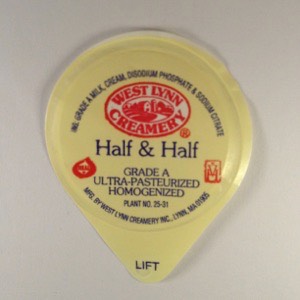 ING. GRADE A MILK, CREAM, DISODIUM PHOSPHATE & SODIUM CITRATE
WEST LYNN
CREAMERY
®
Half & Half
GRADE A
ULTRA-PASTEURIZED
HOMOGENIZED
PLANT NO. 25-31
MFG. BY WEST LYNN CREAMERY INC., LYNN, MA 01905
LIFT